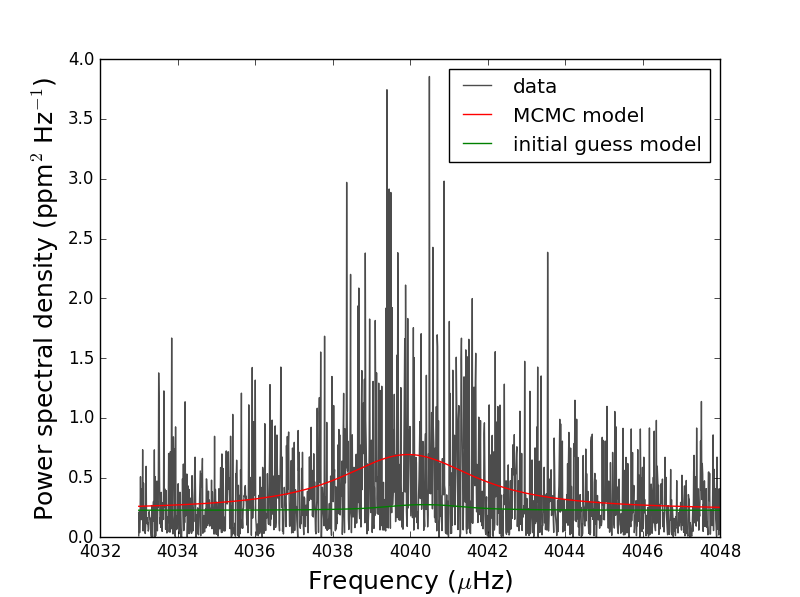 4.0
3.5
3.0
2.5
2.0
1.5
1.0
0.5
0.0
Power spectral density (ppm² Hz⁻¹)
data
MCMC model
initial guess model
4032 4034 4036 4038 4040 4042 4044 4046 4048
Frequency (μHz)